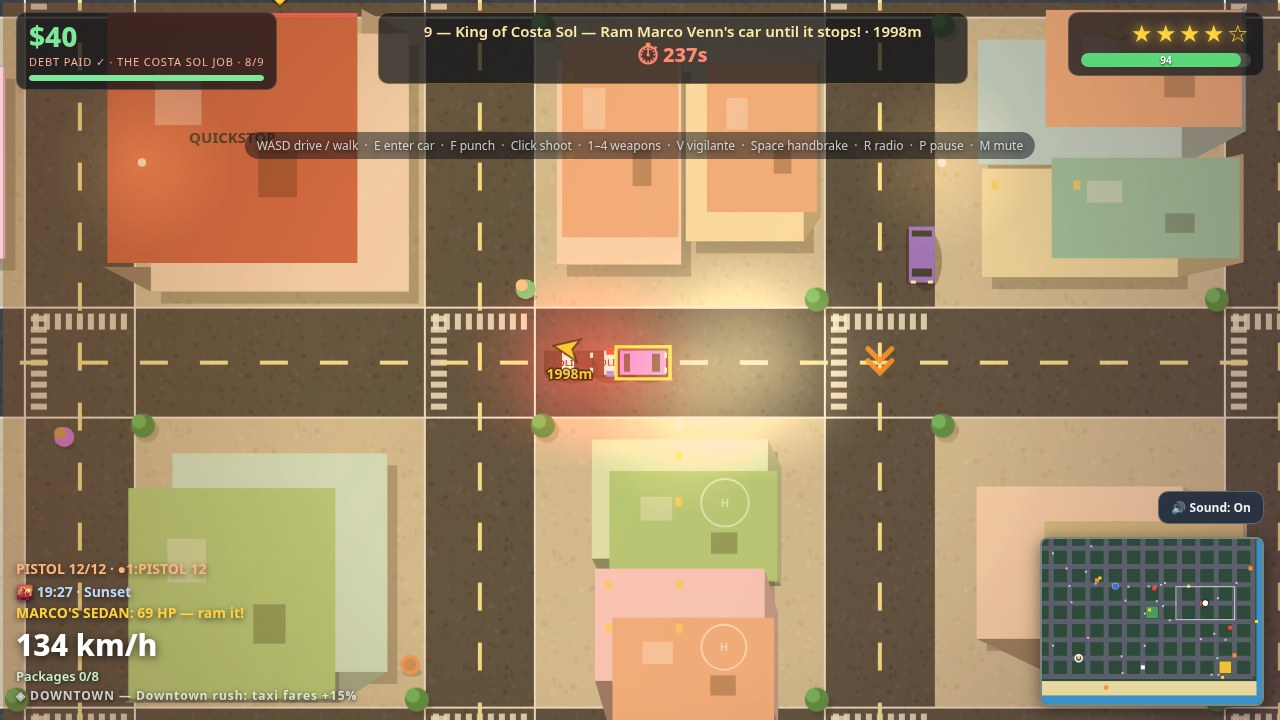 $40
DEBT PAID ✓ · THE COSTA SOL JOB · 8/9
9 — King of Costa Sol — Ram Marco Venn's car until it stops! · 1998m
⏱ 237s
★★★★☆
94
QUICKSTOP
WASD drive / walk · E enter car · F punch · Click shoot · 1–4 weapons · V vigilante · Space handbrake · R radio · P pause · M mute
1998m
H
🔊 Sound: On
PISTOL 12/12 · ●1:PISTOL 12
🌇 19:27 · Sunset
MARCO'S SEDAN: 69 HP — ram it!
134 km/h
H
Packages 0/8
◈ DOWNTOWN — Downtown rush: taxi fares +15%